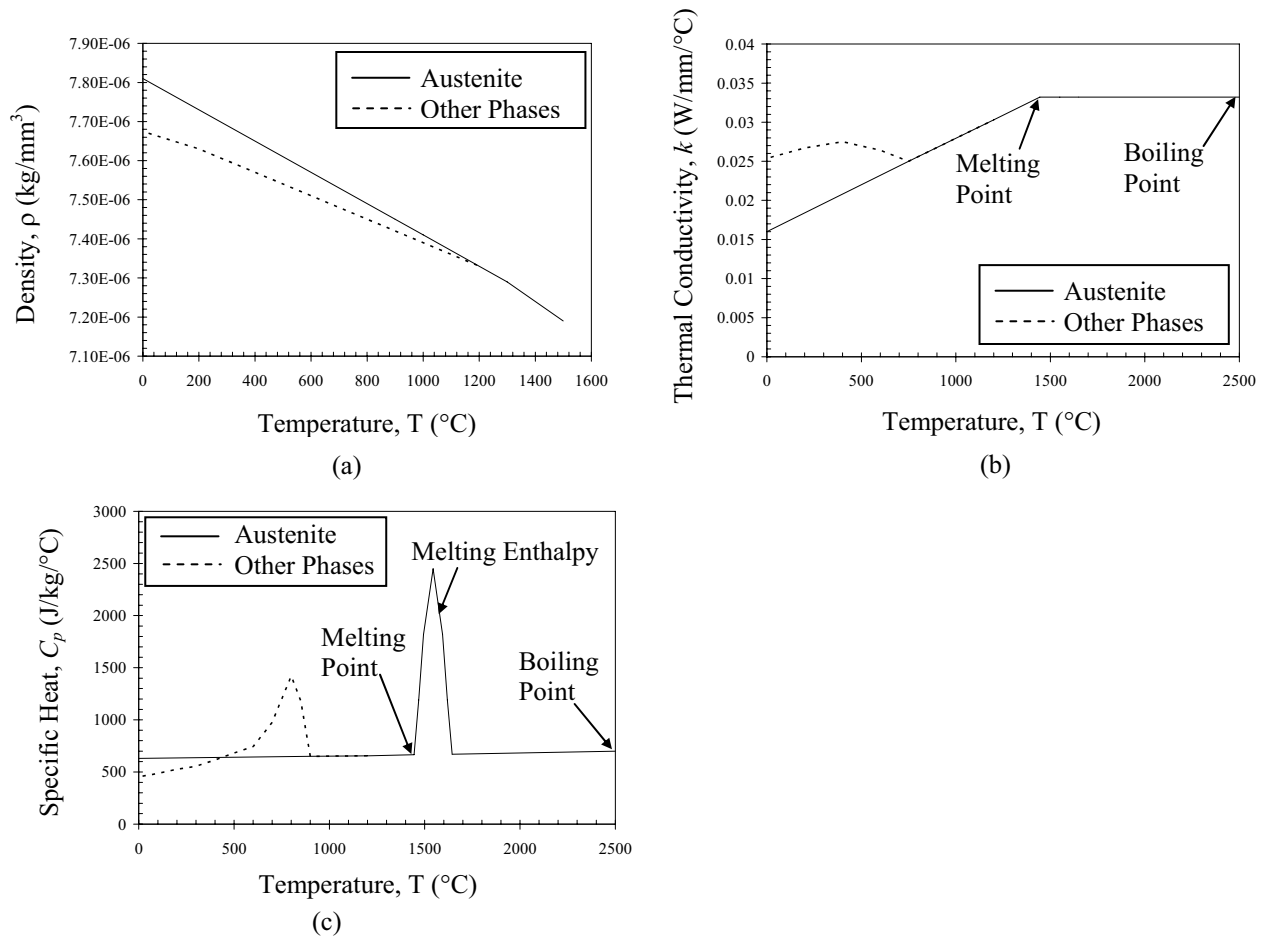 7.90E-06
7.80E-06
7.70E-06
7.60E-06
7.50E-06
7.40E-06
7.30E-06
7.20E-06
7.10E-06
Density, ρ (kg/mm³)
Austenite
Other Phases
0 200 400 600 800 1000 1200 1400 1600
Temperature, T (°C)
(a)
0.04
0.035
0.03
0.025
0.02
0.015
0.01
0.005
0
Thermal Conductivity, k (W/mm/°C)
Melting
Point
Boiling
Point
Austenite
Other Phases
0 500 1000 1500 2000 2500
Temperature, T (°C)
(b)
3000
2500
2000
1500
1000
500
0
Specific Heat, Cp (J/kg/°C)
Austenite
Other Phases
Melting Enthalpy
Melting
Point
Boiling
Point
0 500 1000 1500 2000 2500
Temperature, T (°C)
(c)